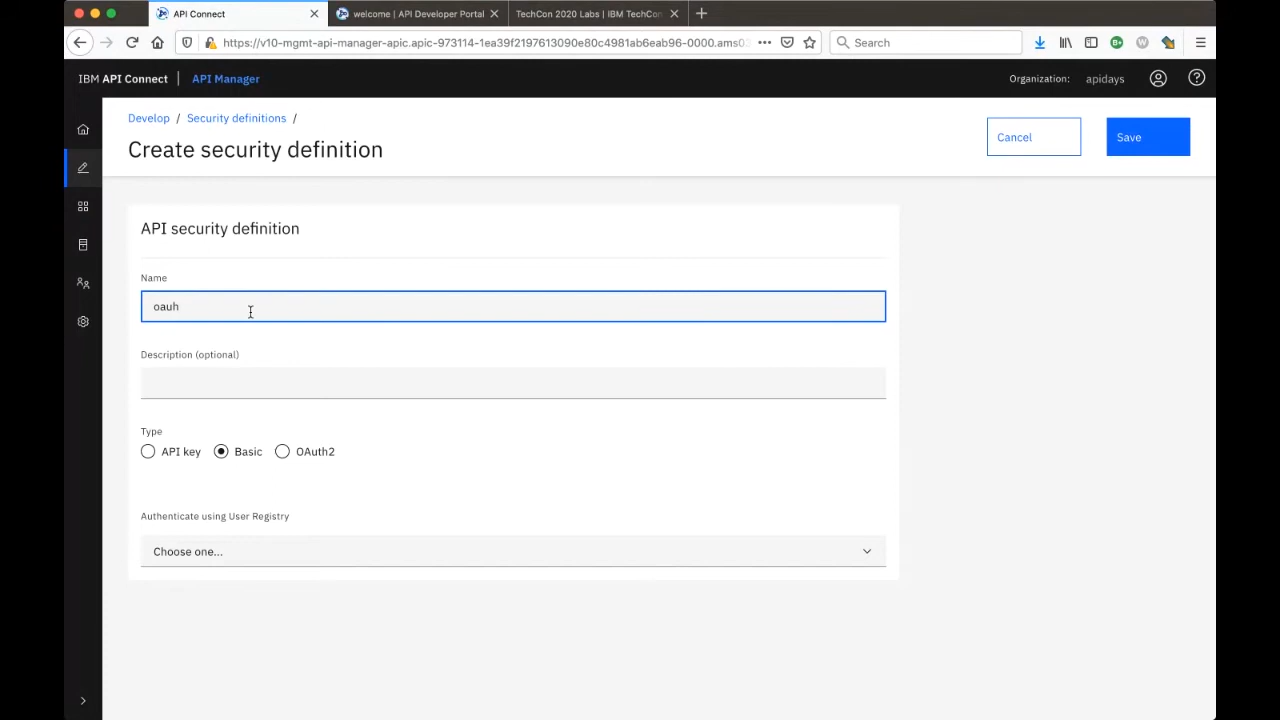 API Connect
welcome | API Developer Portal
TechCon 2020 Labs | IBM TechCon
https://v10-mgmt-api-manager-apic.apic-973114-1ea39f2197613090e80c4981ab6eab96-0000.ams03
Search
IBM API Connect
API Manager
Organization: apidays
Develop / Security definitions /
Create security definition
Cancel
Save
API security definition
Name
oauh
Description (optional)
Type
API key
Basic
OAuth2
Authenticate using User Registry
Choose one...